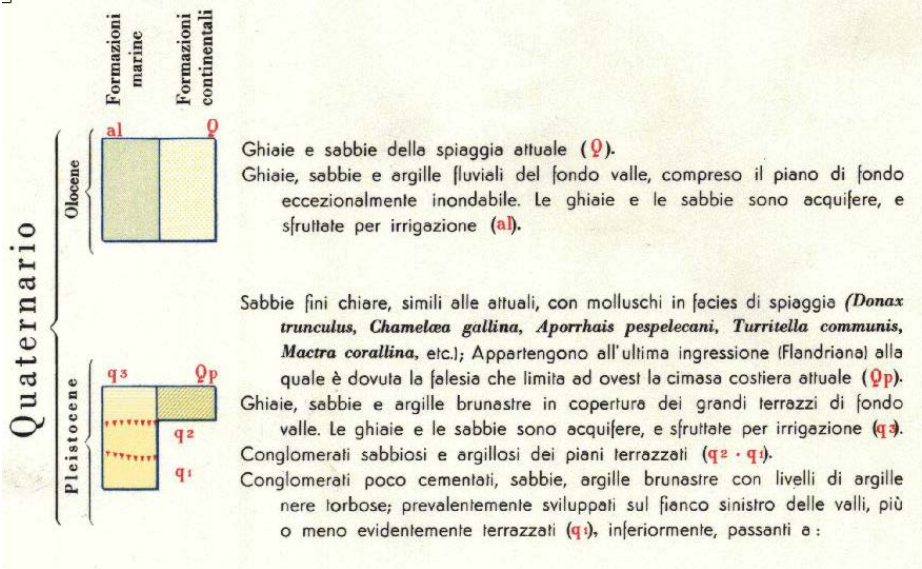 Formazioni
marine
Formazioni
continentali
Quaternario
Olocene
al
Q
Ghiaie e sabbie della spiaggia attuale (Q).
Ghiaie, sabbie e argille fluviali del fondo valle, compreso il piano di fondo
eccezionalmente inondabile. Le ghiaie e le sabbie sono acquifere, e
sfruttate per irrigazione (al).
Pleistocene
q3
Qp
q2
q1
Sabbie fini chiare, simili alle attuali, con molluschi in facies di spiaggia (Donax
trunculus, Chamelæa gallina, Aporrhais pespelecani, Turritella communis,
Mactra corallina, etc.); Appartengono all'ultima ingressione (Flandriana) alla
quale è dovuta la falesia che limita ad ovest la cimasa costiera attuale (Qp).
Ghiaie, sabbie e argille brunastre in copertura dei grandi terrazzi di fondo
valle. Le ghiaie e le sabbie sono acquifere, e sfruttate per irrigazione (q3).
Conglomerati sabbiosi e argillosi dei piani terrazzati (q2 - q1).
Conglomerati poco cementati, sabbie, argille brunastre con livelli di argille
nere torbose; prevalentemente sviluppati sul fianco sinistro delle valli, più
o meno evidentemente terrazzati (q1), inferiormente, passanti a :